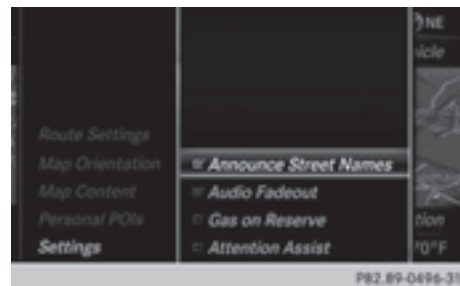 NE
Route Settings
Map Orientation
Announce Street Names
Map Content
Audio Fadeout
Personal POIs
Gas on Reserve
Settings
Attention Assist
P82.89-0496-31